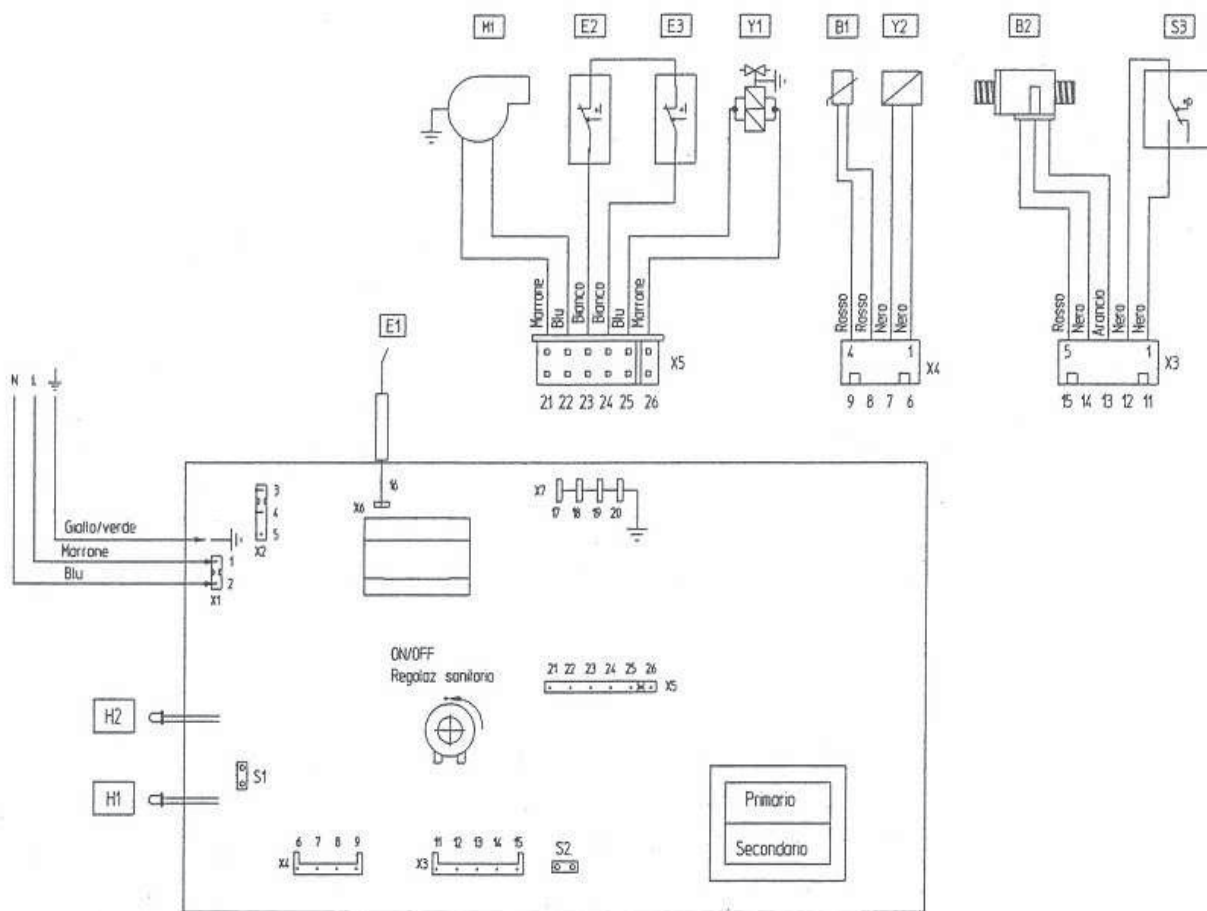 M1 E2 E3 Y1 B1 Y2 B2 S3
Marrone Blu Bianco Bianco Blu Marrone
X5
21 22 23 24 25 26
Rosso Rosso Nero Nero
4 1
X4
9 8 7 6
Rosso Nero Arancio Nero Nero
5 1
X3
15 14 13 12 11
E1
N L
16
X6
X7
17 18 19 20
3
4
5
X2
Giallo/verde
Marrone
Blu
1
2
X1
ON/OFF
Regolaz sanitario
21 22 23 24 25 26
X5
H2
H1
S1
Primario
Secondario
6 7 8 9
X4
11 12 13 14 15
X3
S2